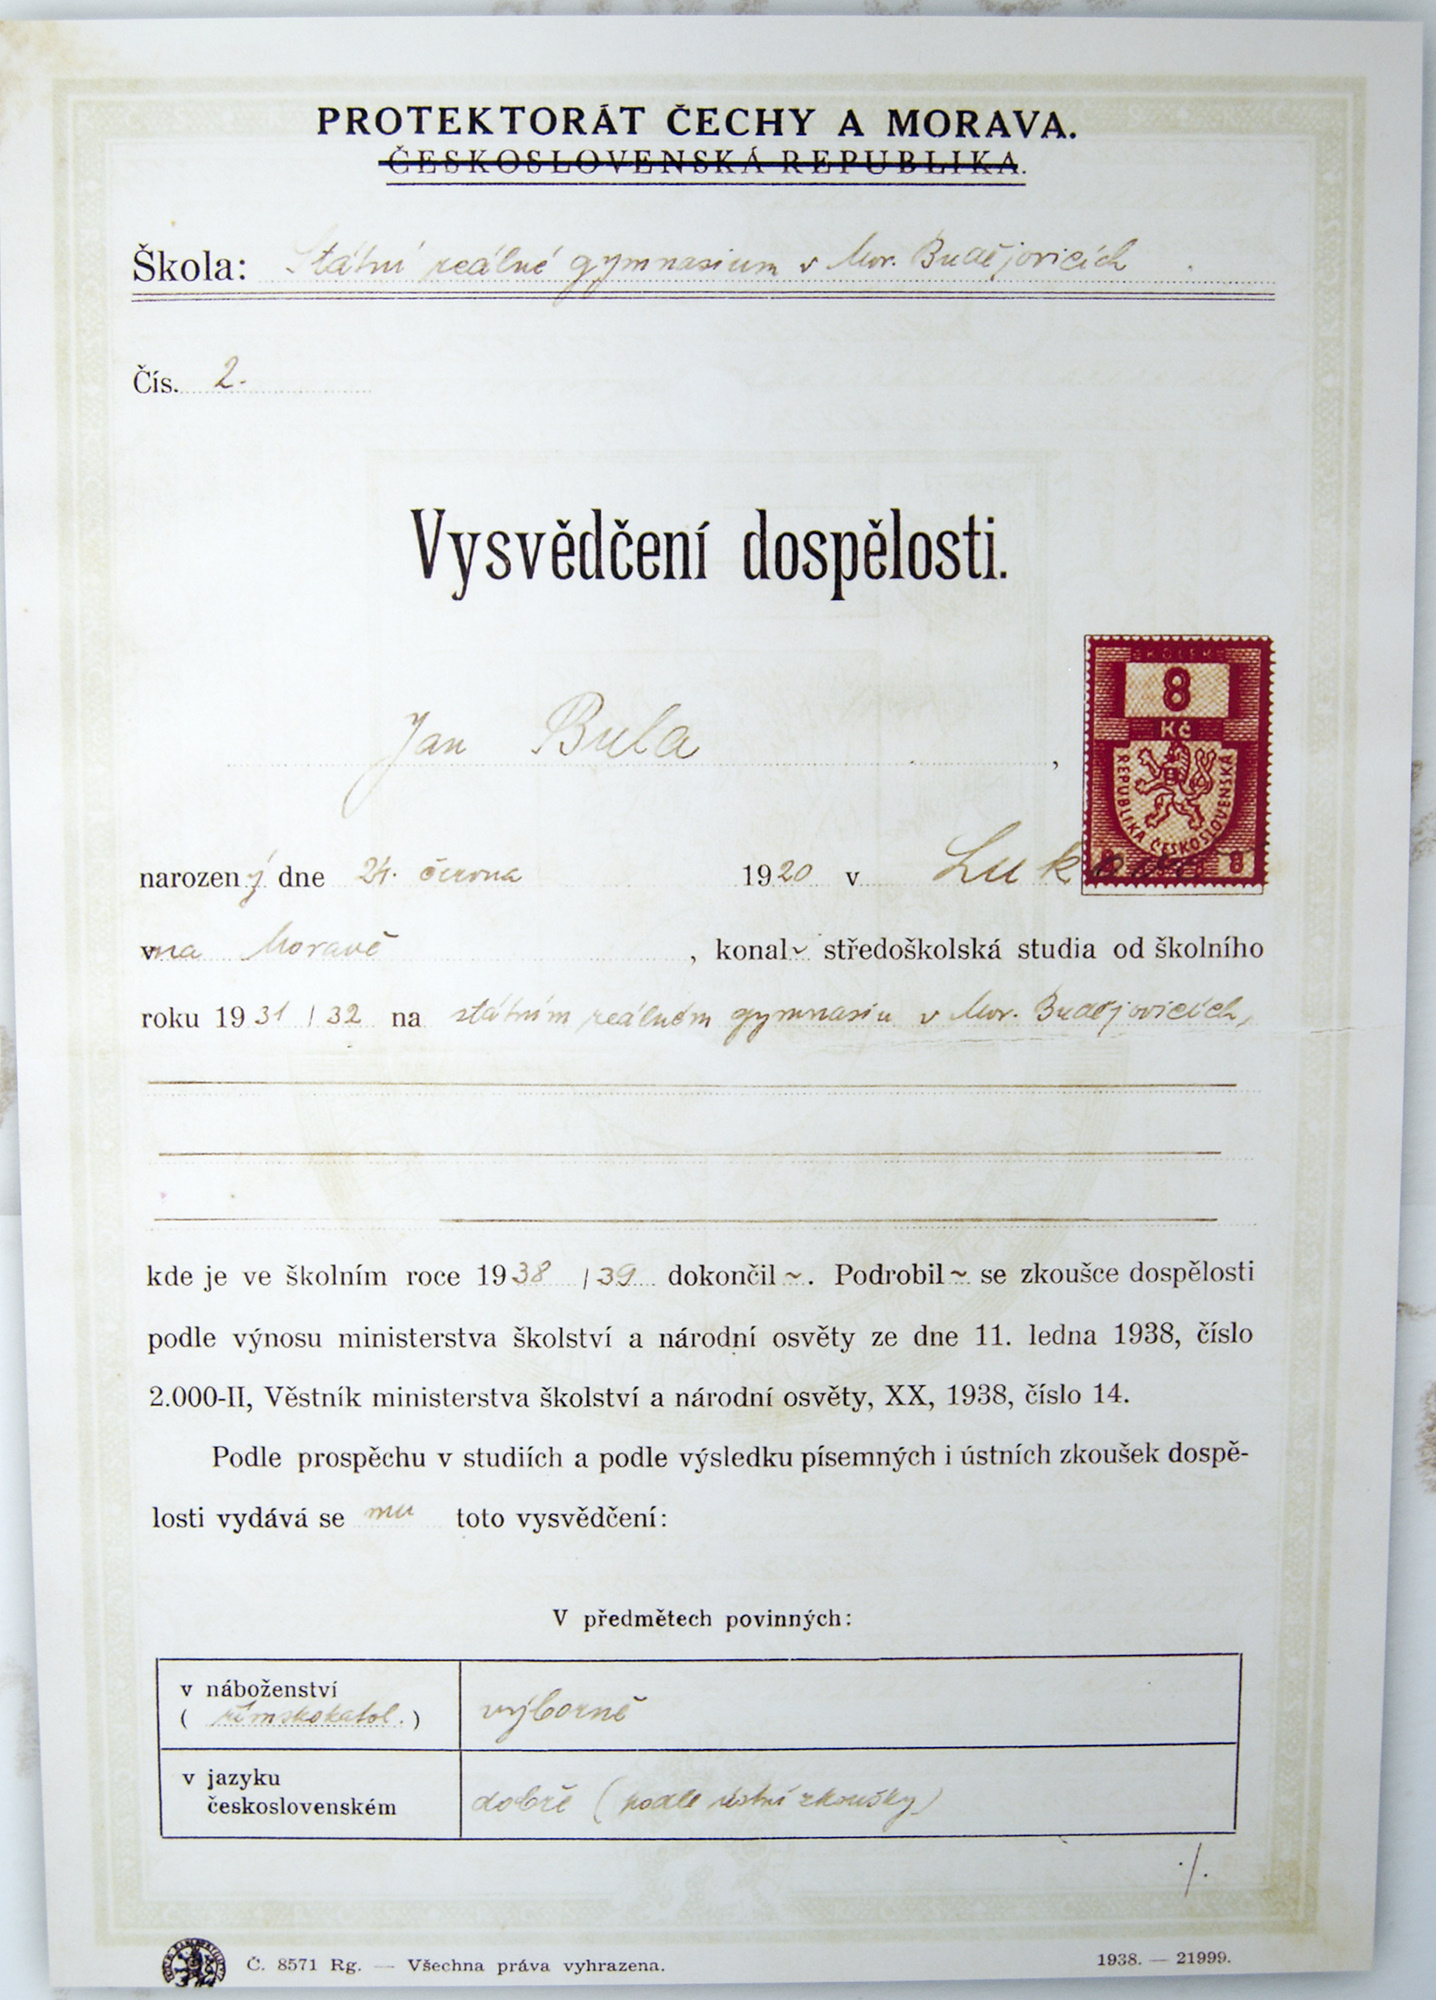 PROTEKTORÁT ČECHY A MORAVA.
ČESKOSLOVENSKÁ REPUBLIKA.
Škola: Státní reálné gymnasium v Mor. Budějovicích
Čís. 2.
Vysvědčení dospělosti.
8
Kč
REPUBLIKA ČESKOSLOVENSKÁ
8
Jan Bula,
narozený dne 24. června 1920 v
na Moravě, konal~ středoškolská studia od školního
roku 1931/32 na státním reálném gymnasiu v Mor. Budějovicích,
kde je ve školním roce 1938/39 dokončil~. Podrobil~ se zkoušce dospělosti
podle výnosu ministerstva školství a národní osvěty ze dne 11. ledna 1938, číslo
2.000-II, Věstník ministerstva školství a národní osvěty, XX, 1938, číslo 14.
Podle prospěchu v studiích a podle výsledku písemných i ústních zkoušek dospě-
losti vydává se mu toto vysvědčení:
V předmětech povinných:
v náboženství
(římskokatol.)
výborně
v jazyku
československém
dobře (podle ústní zkoušky)
./.
Č. 8571 Rg. — Všechna práva vyhrazena.
1938. — 21999.